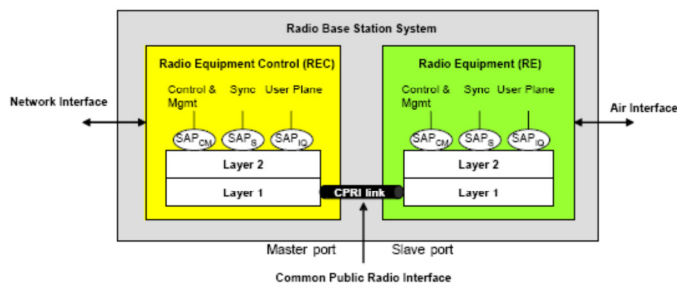 Radio Base Station System
Radio Equipment Control (REC)
Radio Equipment (RE)
Control & Mgmt
Sync
User Plane
Control & Mgmt
Sync
User Plane
Network Interface
Air Interface
SAPCM
SAPS
SAPIQ
SAPCM
SAPS
SAPIQ
Layer 2
Layer 2
Layer 1
CPRI link
Layer 1
Master port
Slave port
Common Public Radio Interface